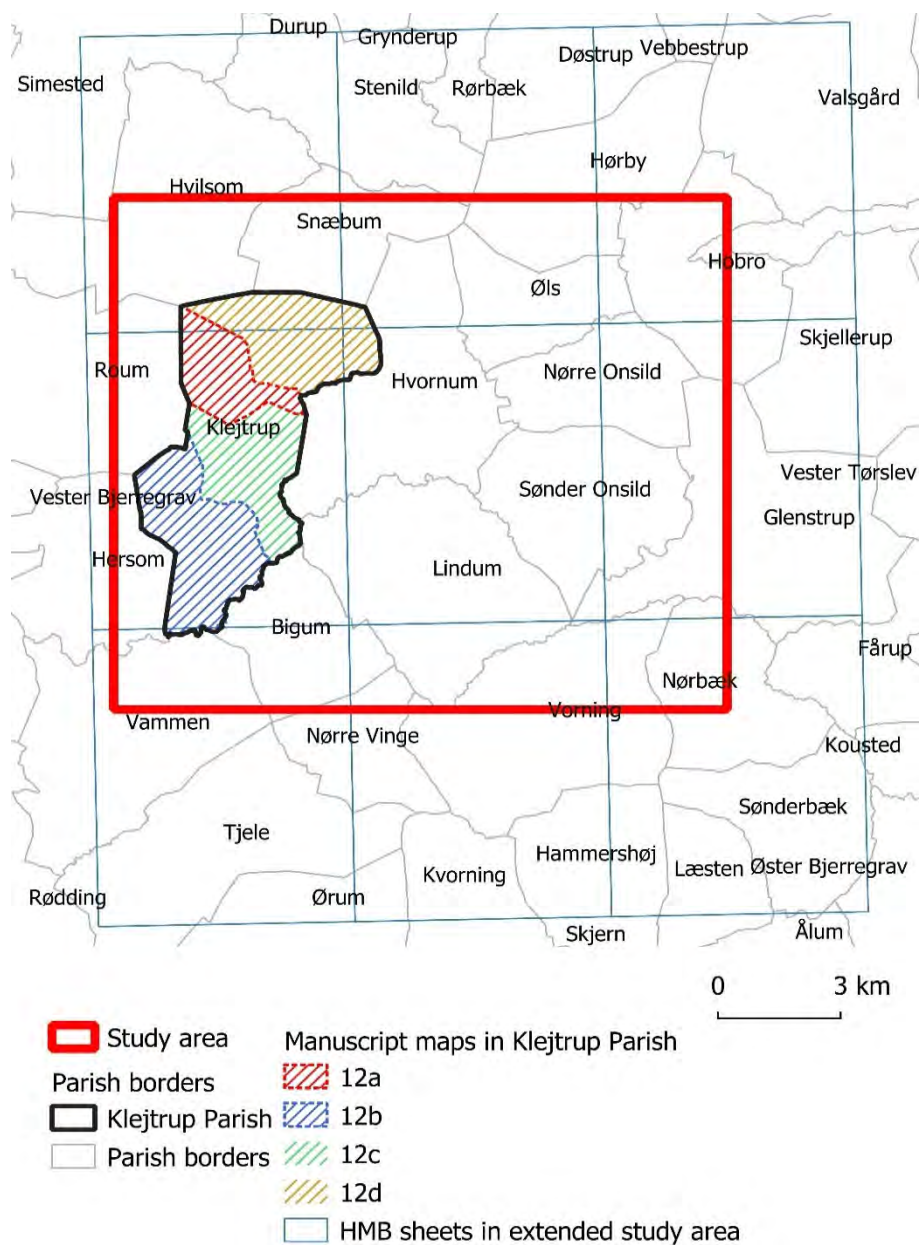 Durup
Grynderup
Døstrup
Vebbestrup
Simested
Stenild
Rørbæk
Valsgård
Hørby
Hvilsom
Snæbum
Hobro
Øls
Skjellerup
Roum
Hvornum
Nørre Onsild
Klejtrup
Vester Bjerregrav
Sønder Onsild
Vester Tørslev
Glenstrup
Hersom
Lindum
Bigum
Fårup
Nørbæk
Vammen
Nørre Vinge
Vorning
Kousted
Tjele
Sønderbæk
Hammershøj
Kvorning
Læsten
Øster Bjerregrav
Rødding
Ørum
Skjern
Ålum
0 3 km
Study area
Parish borders
Klejtrup Parish
Parish borders
Manuscript maps in Klejtrup Parish
12a
12b
12c
12d
HMB sheets in extended study area